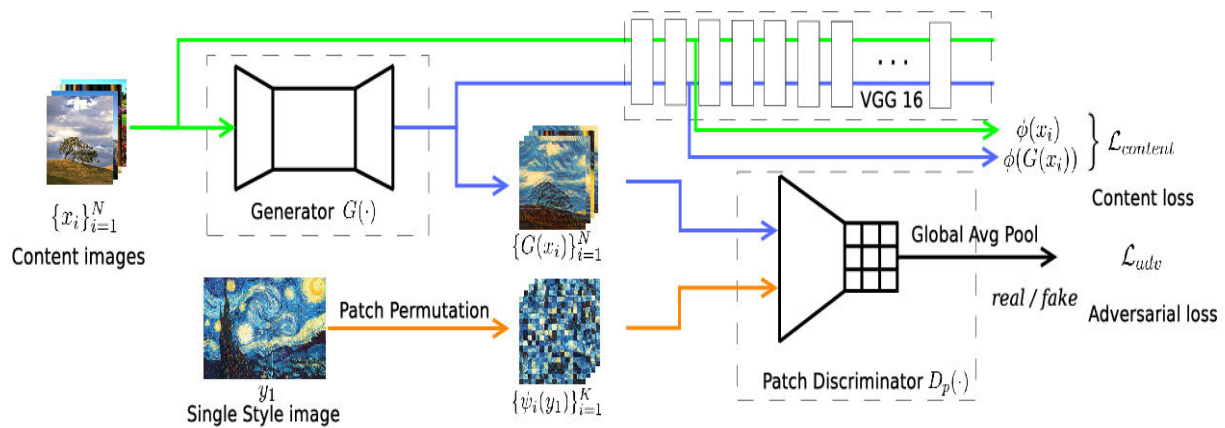 VGG 16
ϕ(x_i)
ϕ(G(x_i))
} ℒ_content
Content loss
Generator G(·)
{x_i}_{i=1}^N
Content images
{G(x_i)}_{i=1}^N
Global Avg Pool
ℒ_adv
real / fake
Adversarial loss
Patch Permutation
Patch Discriminator D_p(·)
y_1
Single Style image
{ψ_i(y_1)}_{i=1}^K